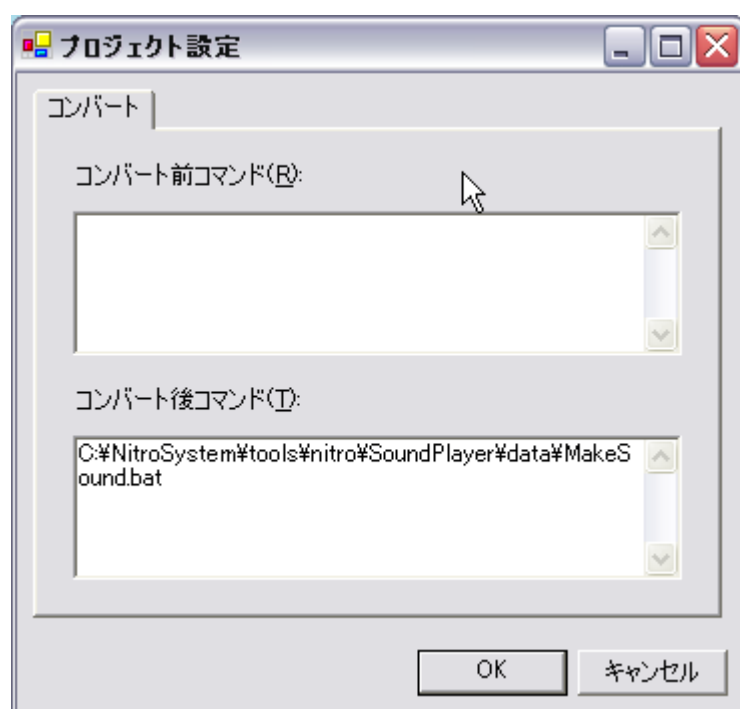 プロジェクト設定
コンバート
コンバート前コマンド(R):
コンバート後コマンド(T):
C:¥NitroSystem¥tools¥nitro¥SoundPlayer¥data¥MakeS
ound.bat
OK
キャンセル